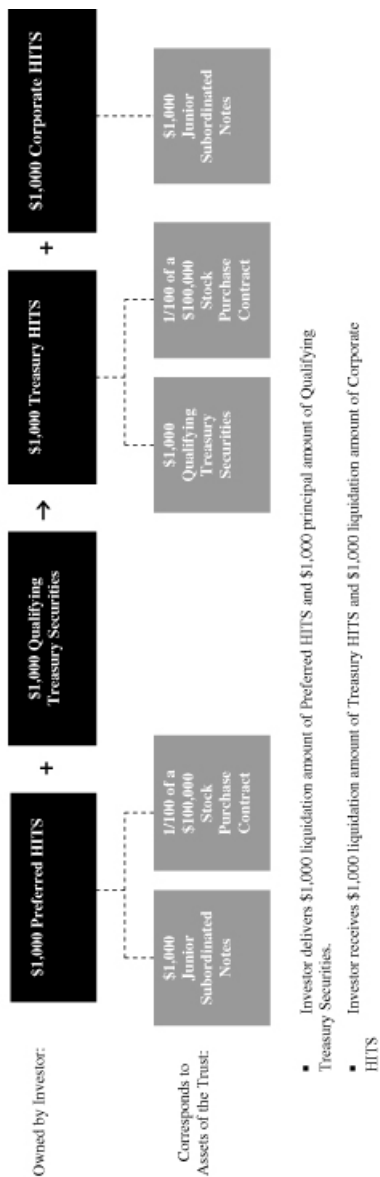 Owned by Investor:
$1,000 Preferred HITS
+
$1,000 Qualifying
Treasury Securities
→
$1,000 Treasury HITS
+
$1,000 Corporate HITS
Corresponds to
Assets of the Trust:
$1,000
Junior
Subordinated
Notes
1/100 of a
$100,000
Stock
Purchase
Contract
$1,000
Qualifying
Treasury
Securities
1/100 of a
$100,000
Stock
Purchase
Contract
$1,000
Junior
Subordinated
Notes
▪ Investor delivers $1,000 liquidation amount of Preferred HITS and $1,000 principal amount of Qualifying
Treasury Securities.
▪ Investor receives $1,000 liquidation amount of Treasury HITS and $1,000 liquidation amount of Corporate
HITS